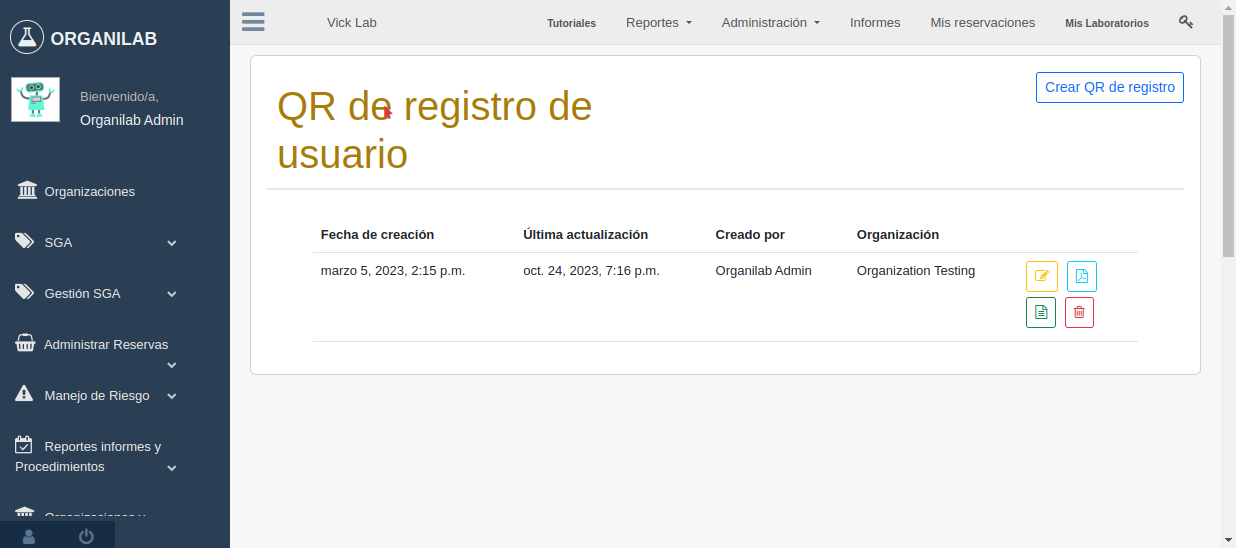 ORGANILAB
Bienvenido/a,
Organilab Admin
Organizaciones
SGA
Gestión SGA
Administrar Reservas
Manejo de Riesgo
Reportes informes y
Procedimientos
Vick Lab
Tutoriales
Reportes
Administración
Informes
Mis reservaciones
Mis Laboratorios
QR de registro de
usuario
Crear QR de registro
Fecha de creación Última actualización Creado por Organización
marzo 5, 2023, 2:15 p.m. oct. 24, 2023, 7:16 p.m. Organilab Admin Organization Testing